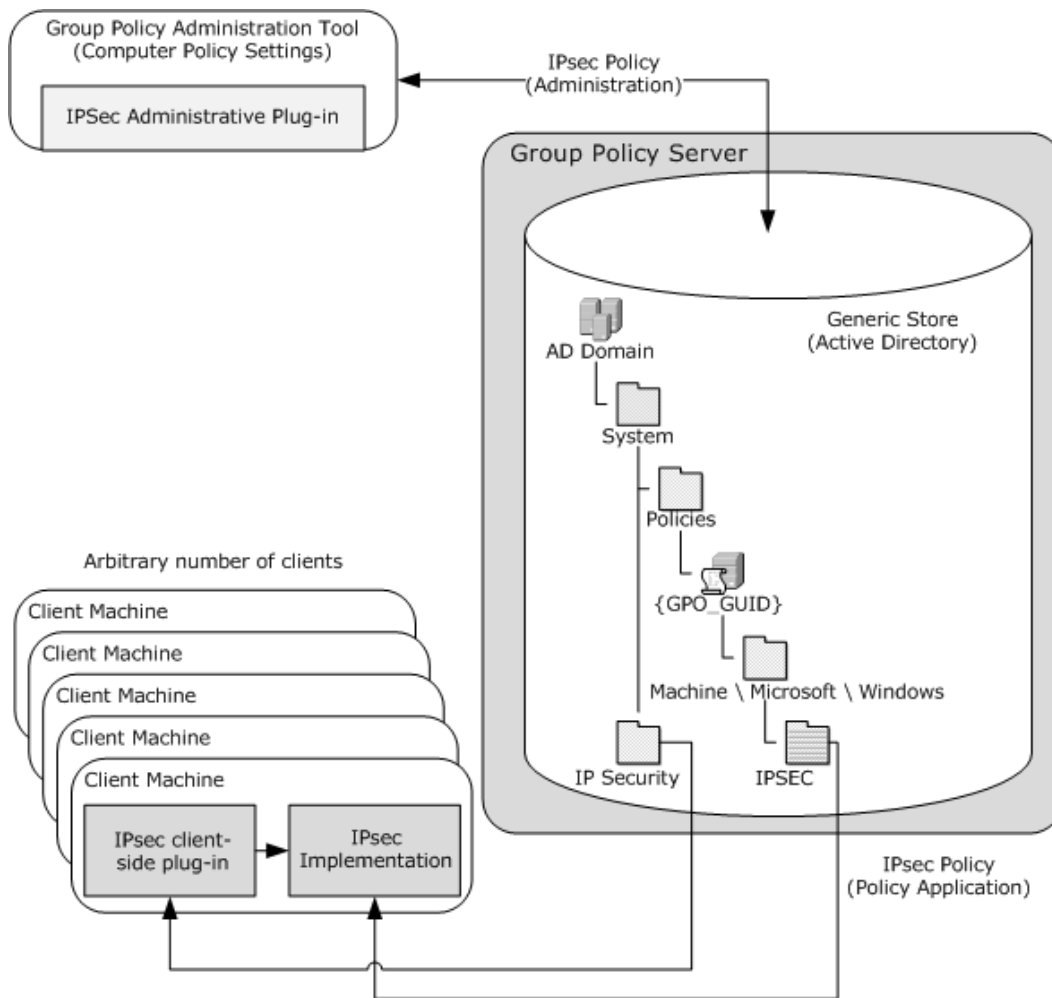 Group Policy Administration Tool
(Computer Policy Settings)
IPSec Administrative Plug-in
IPsec Policy
(Administration)
Group Policy Server
Generic Store
(Active Directory)
AD Domain
System
Policies
{GPO_GUID}
Machine \ Microsoft \ Windows
IP Security
IPSEC
Arbitrary number of clients
Client Machine
Client Machine
Client Machine
Client Machine
Client Machine
IPsec client-
side plug-in
IPsec
Implementation
IPsec Policy
(Policy Application)